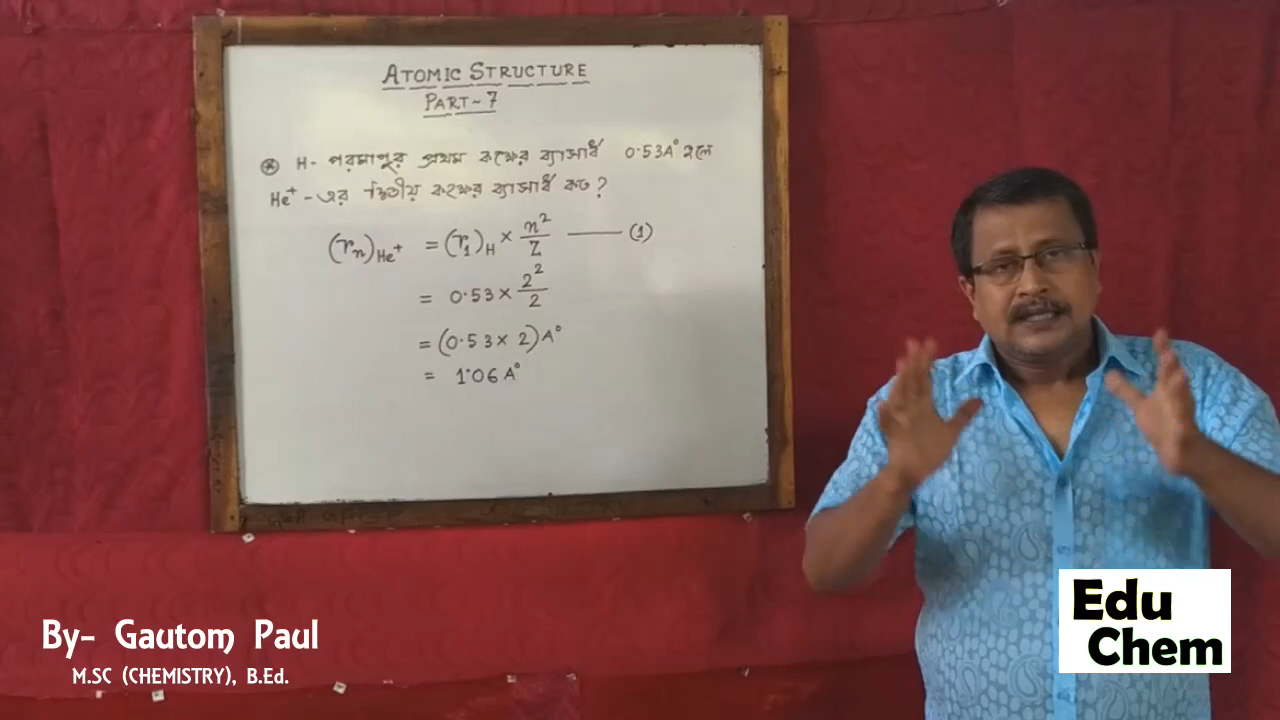 ATOMIC STRUCTURE
PART-7
⊛ H- পরমাণুর প্রথম কক্ষের ব্যাসার্ধ 0.53A° হলে
He⁺ - এর দ্বিতীয় কক্ষের ব্যাসার্ধ কত ?
(rₙ)He⁺ = (r₁)H × n²/Z —— (1)
= 0.53 × 2²/2
= (0.53 × 2) A°
= 1.06 A°
By- Gautom Paul
M.SC (CHEMISTRY), B.Ed.
Edu
Chem